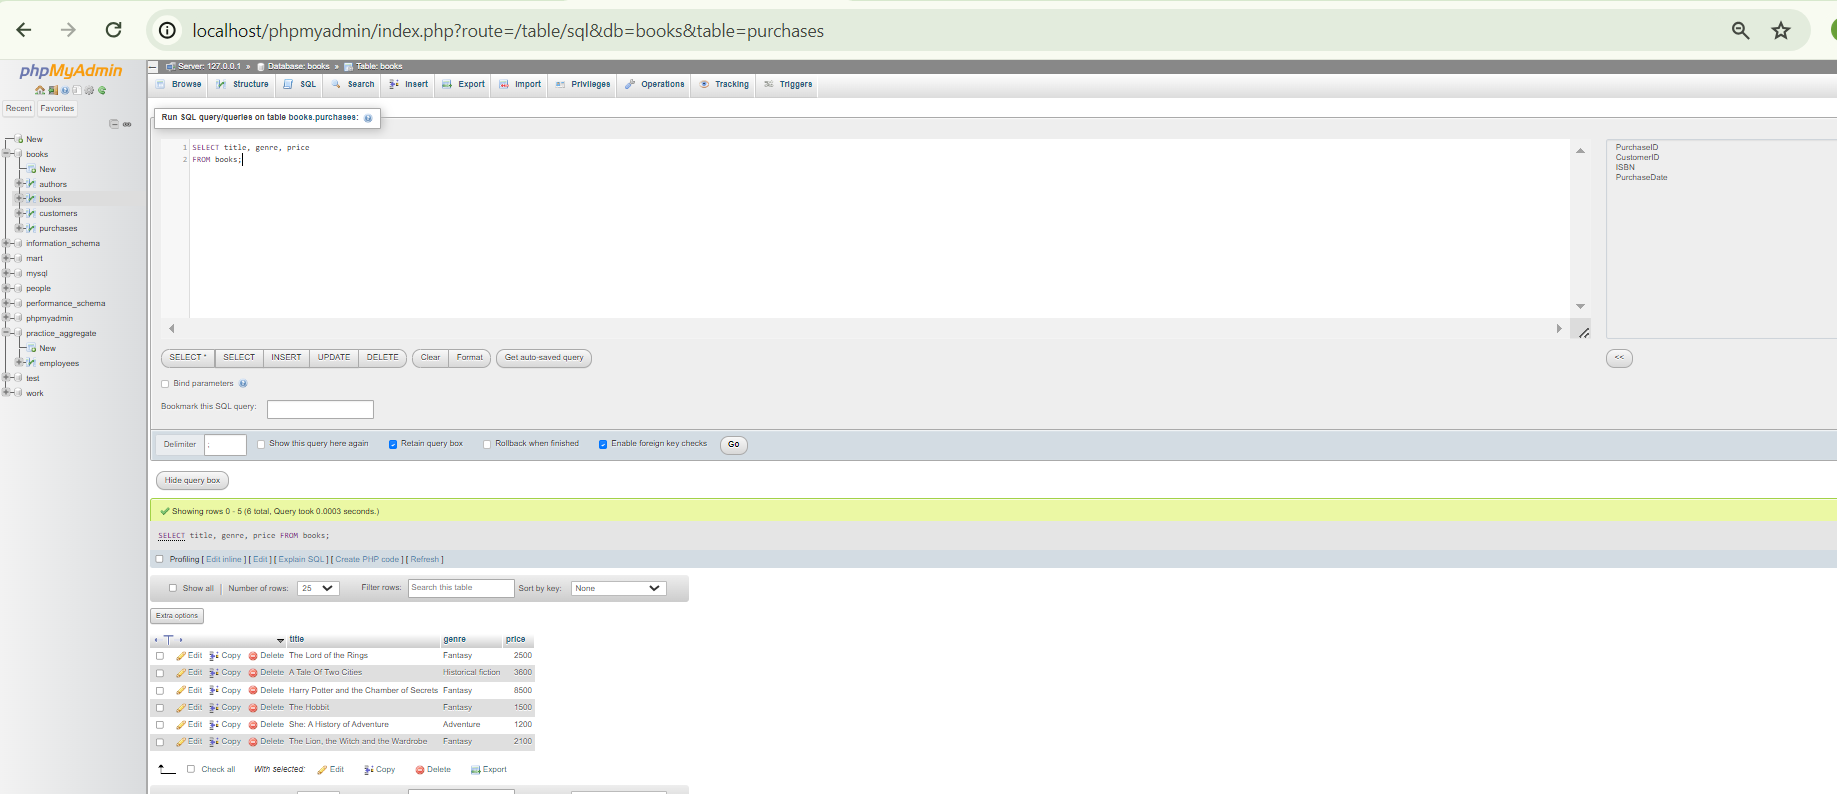 localhost/phpmyadmin/index.php?route=/table/sql&db=books&table=purchases
phpMyAdmin
Recent Favorites
New
books
New
authors
books
customers
purchases
information_schema
mart
mysql
people
performance_schema
phpmyadmin
practice_aggregate
New
employees
test
work
Server: 127.0.0.1 » Database: books » Table: books
Browse Structure SQL Search Insert Export Import Privileges Operations Tracking Triggers
Run SQL query/queries on table books.purchases:
1 SELECT title, genre, price
2 FROM books;
PurchaseID
CustomerID
ISBN
PurchaseDate
SELECT * SELECT INSERT UPDATE DELETE Clear Format Get auto-saved query <<
Bind parameters
Bookmark this SQL query:
Delimiter ; Show this query here again Retain query box Rollback when finished Enable foreign key checks Go
Hide query box
Showing rows 0 - 5 (6 total, Query took 0.0003 seconds.)
SELECT title, genre, price FROM books;
Profiling [ Edit inline ] [ Edit ] [ Explain SQL ] [ Create PHP code ] [ Refresh ]
Show all | Number of rows: 25 Filter rows: Search this table Sort by key: None
Extra options
title genre price
Edit Copy Delete The Lord of the Rings Fantasy 2500
Edit Copy Delete A Tale Of Two Cities Historical fiction 3600
Edit Copy Delete Harry Potter and the Chamber of Secrets Fantasy 8500
Edit Copy Delete The Hobbit Fantasy 1500
Edit Copy Delete She: A History of Adventure Adventure 1200
Edit Copy Delete The Lion, the Witch and the Wardrobe Fantasy 2100
Check all With selected: Edit Copy Delete Export